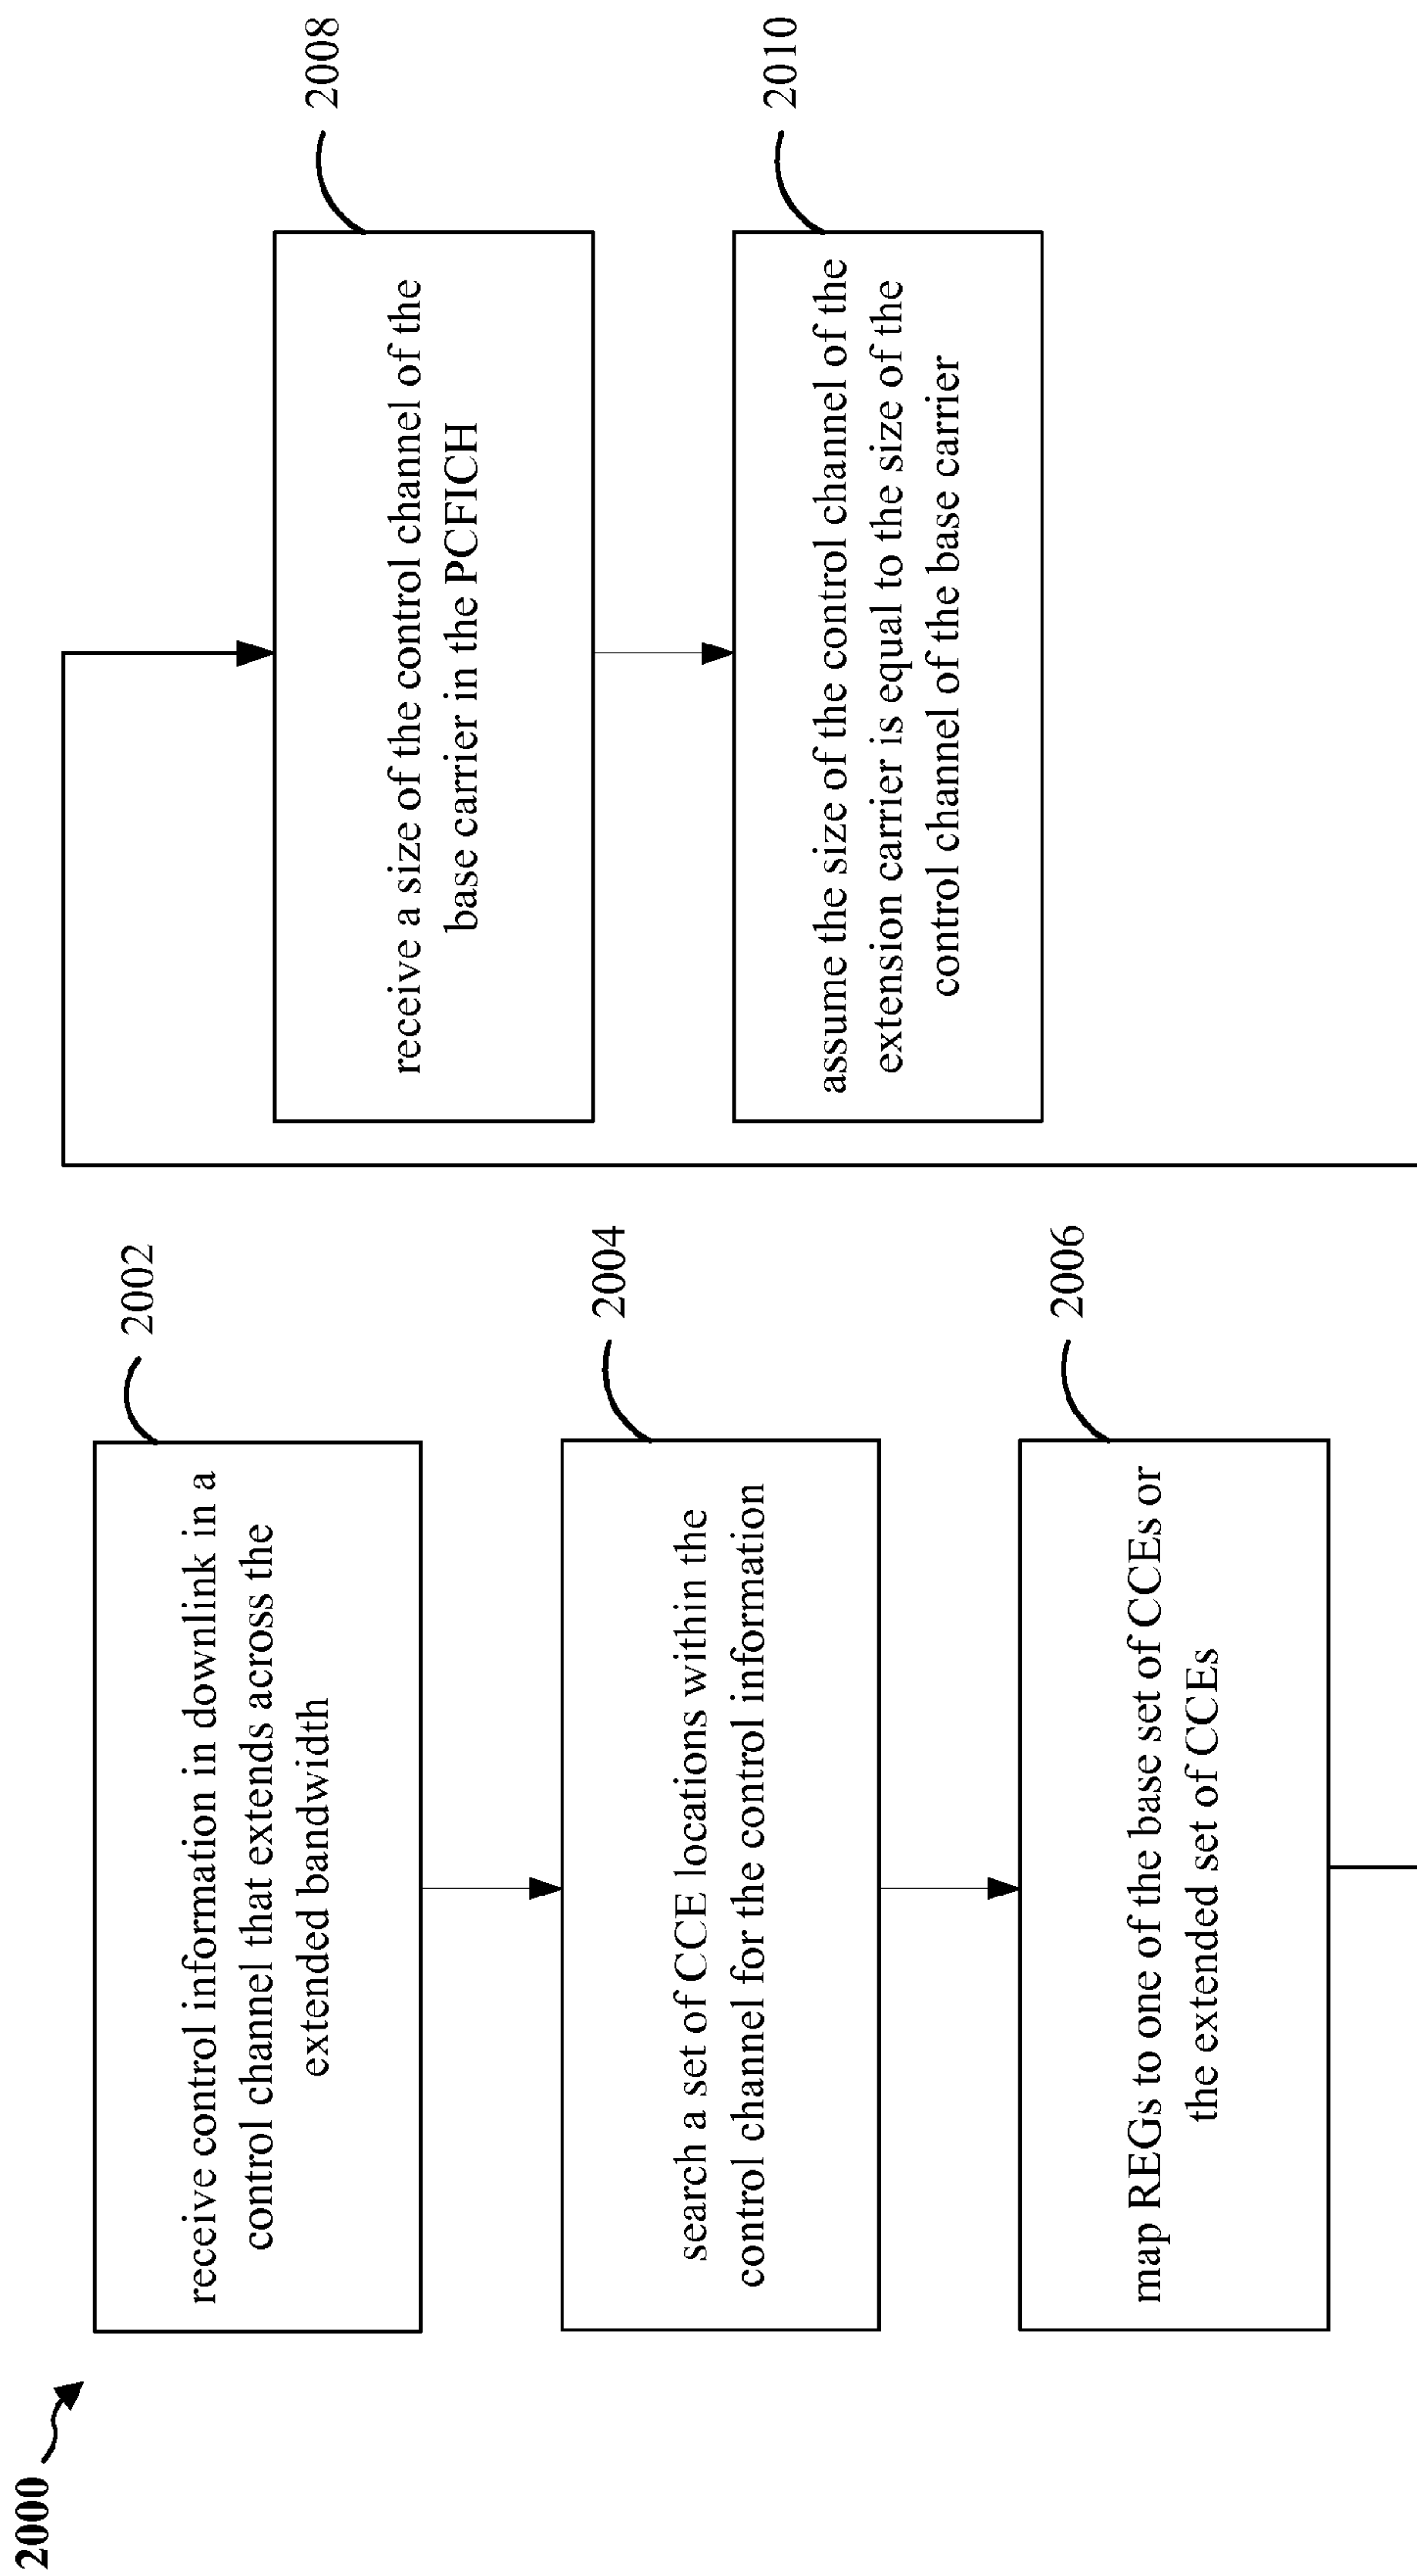 2000
2002
receive control information in downlink in a
control channel that extends across the
extended bandwidth
2004
search a set of CCE locations within the
control channel for the control information
2006
map REGs to one of the base set of CCEs or
the extended set of CCEs
2008
receive a size of the control channel of the
base carrier in the PCFICH
2010
assume the size of the control channel of the
extension carrier is equal to the size of the
control channel of the base carrier